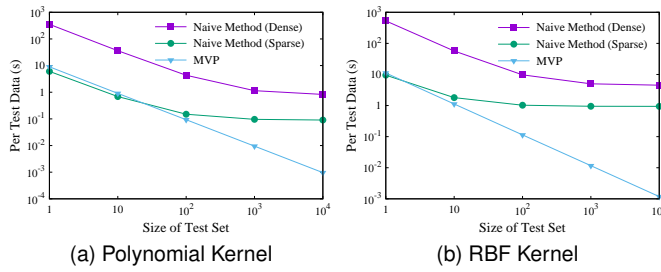 10³
10²
10
1
10⁻¹
10⁻²
10⁻³
10⁻⁴
Per Test Data (s)
Naive Method (Dense)
Naive Method (Sparse)
MVP
1 10 10² 10³ 10⁴
Size of Test Set
(a) Polynomial Kernel
10³
10²
10
1
10⁻¹
10⁻²
10⁻³
Per Test Data (s)
Naive Method (Dense)
Naive Method (Sparse)
MVP
1 10 10² 10³ 10
Size of Test Set
(b) RBF Kernel